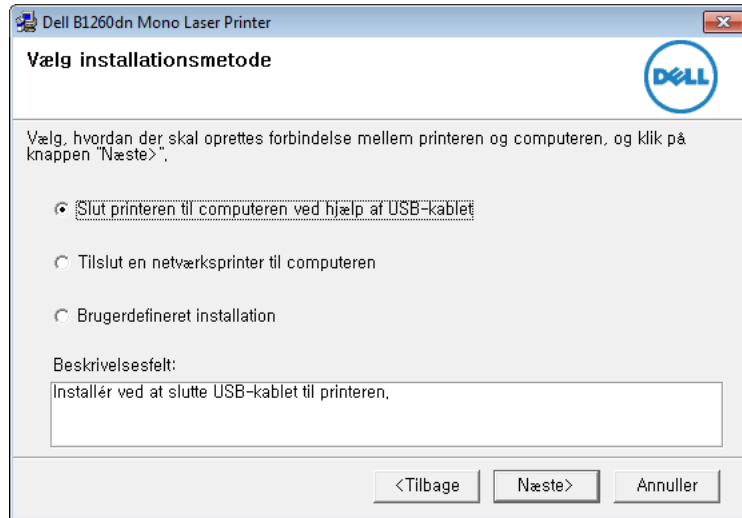 Dell B1260dn Mono Laser Printer
Vælg installationsmetode
DELL
Vælg, hvordan der skal oprettes forbindelse mellem printeren og computeren, og klik på
knappen "Næste>".
Slut printeren til computeren ved hjælp af USB-kablet
Tilslut en netværksprinter til computeren
Brugerdefineret installation
Beskrivelsesfelt:
Installér ved at slutte USB-kablet til printeren.
<Tilbage
Næste>
Annuller